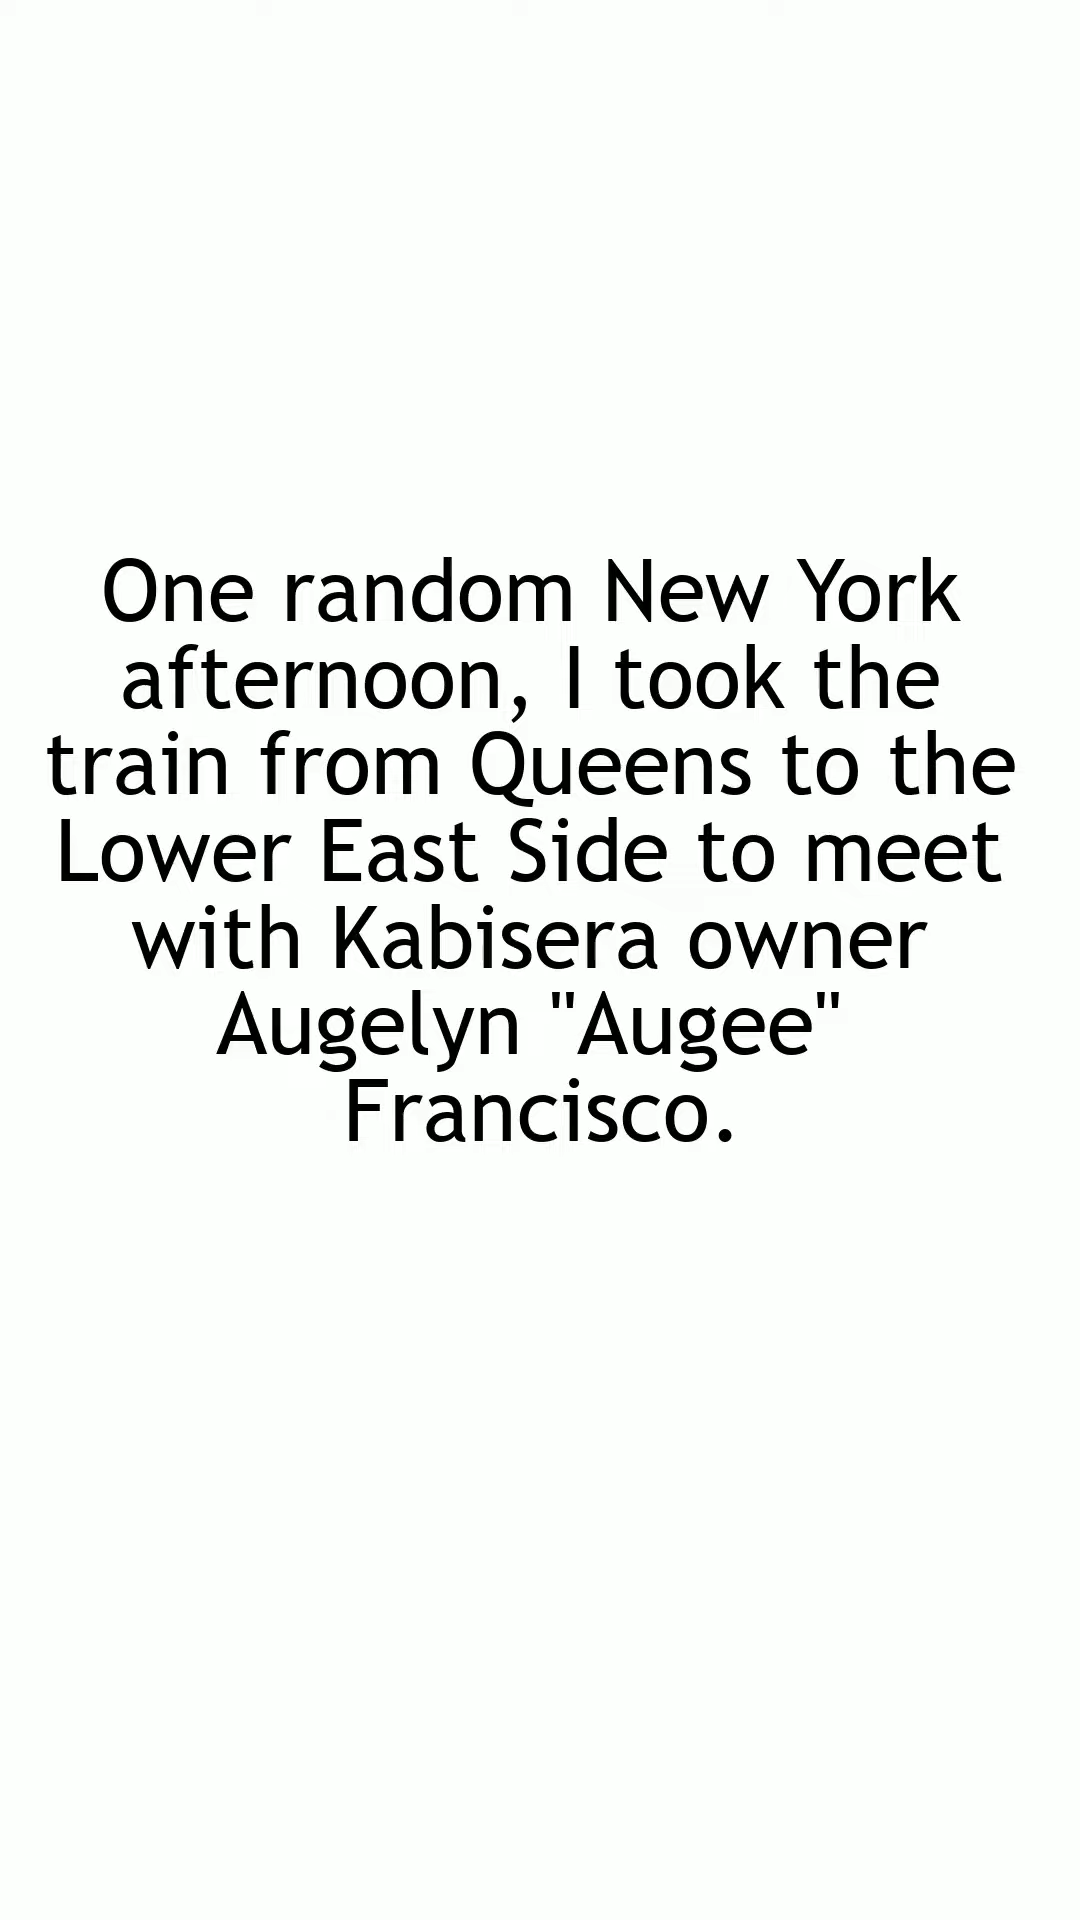 One random New York
afternoon, I took the
train from Queens to the
Lower East Side to meet
with Kabisera owner
Augelyn "Augee"
Francisco.